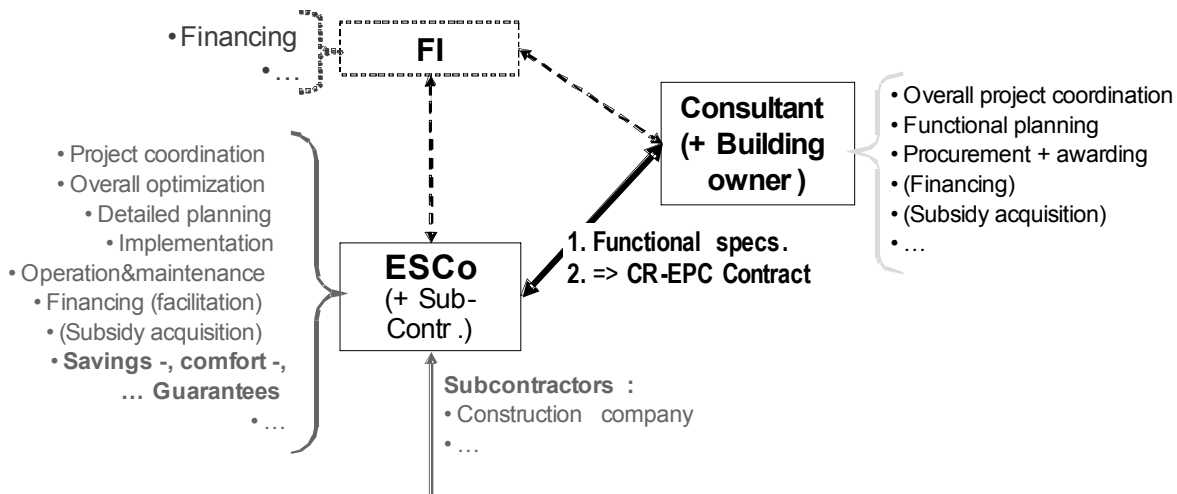 • Financing
• …
FI
Consultant
(+ Building
owner )
• Overall project coordination
• Functional planning
• Procurement + awarding
• (Financing)
• (Subsidy acquisition)
• …
• Project coordination
• Overall optimization
• Detailed planning
• Implementation
• Operation&maintenance
• Financing (facilitation)
• (Subsidy acquisition)
• Savings -, comfort -,
… Guarantees
• …
ESCo
(+ Sub-
Contr .)
1. Functional specs.
2. => CR-EPC Contract
Subcontractors :
• Construction company
• …